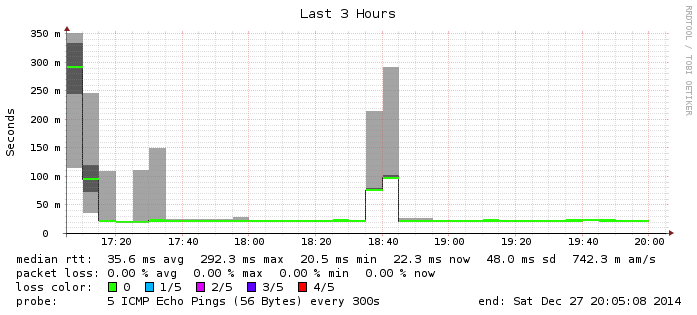 Last 3 Hours
RRDTOOL / TOBI OETIKER
Seconds
350 m
300 m
250 m
200 m
150 m
100 m
50 m
0
17:20 17:40 18:00 18:20 18:40 19:00 19:20 19:40 20:00
median rtt: 35.6 ms avg 292.3 ms max 20.5 ms min 22.3 ms now 48.0 ms sd 742.3 m am/s
packet loss: 0.00 % avg 0.00 % max 0.00 % min 0.00 % now
loss color: 0 1/5 2/5 3/5 4/5
probe: 5 ICMP Echo Pings (56 Bytes) every 300s end: Sat Dec 27 20:05:08 2014